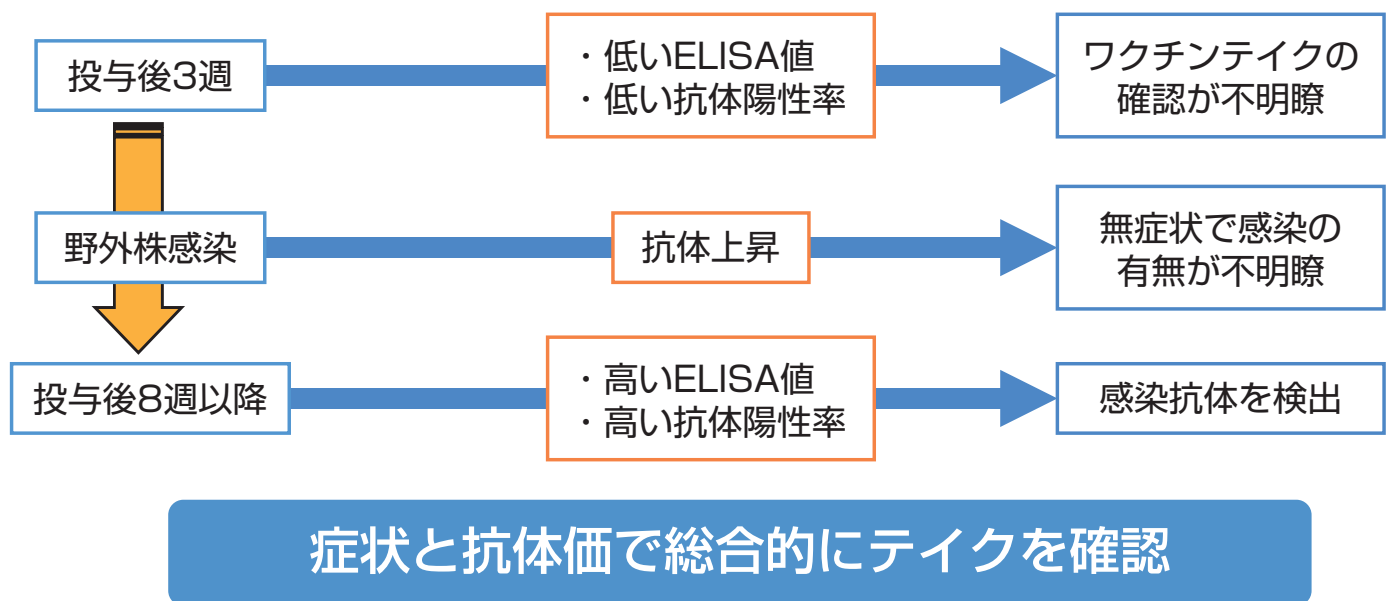 投与後3週
・低いELISA値
・低い抗体陽性率
ワクチンテイクの
確認が不明瞭
野外株感染
抗体上昇
無症状で感染の
有無が不明瞭
投与後8週以降
・高いELISA値
・高い抗体陽性率
感染抗体を検出
症状と抗体価で総合的にテイクを確認